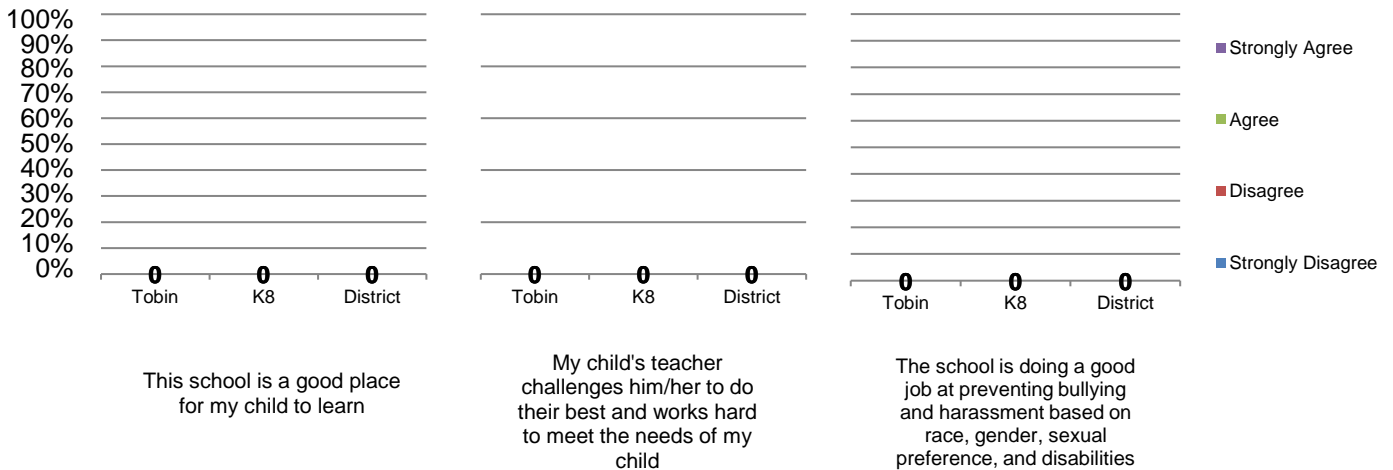 100%
90%
80%
70%
60%
50%
40%
30%
20%
10%
0%
0 0 0
Tobin K8 District
This school is a good place
for my child to learn
0 0 0
Tobin K8 District
My child's teacher
challenges him/her to do
their best and works hard
to meet the needs of my
child
0 0 0
Tobin K8 District
The school is doing a good
job at preventing bullying
and harassment based on
race, gender, sexual
preference, and disabilities
Strongly Agree
Agree
Disagree
Strongly Disagree